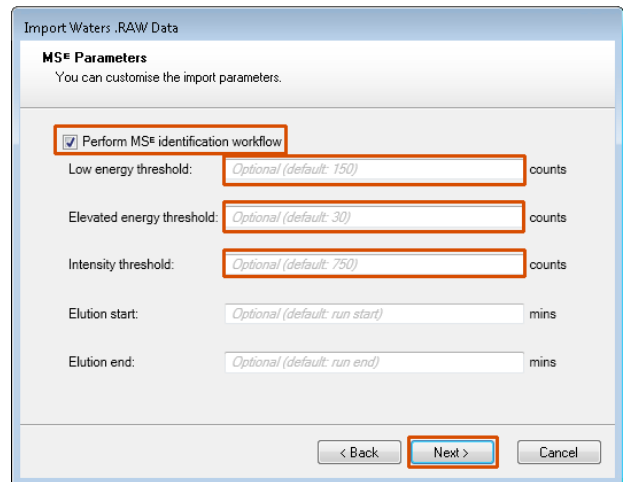 Import Waters .RAW Data
MSᴱ Parameters
You can customise the import parameters.
Perform MSᴱ identification workflow
Low energy threshold: Optional (default: 150) counts
Elevated energy threshold: Optional (default: 30) counts
Intensity threshold: Optional (default: 750) counts
Elution start: Optional (default: run start) mins
Elution end: Optional (default: run end) mins
< Back Next > Cancel